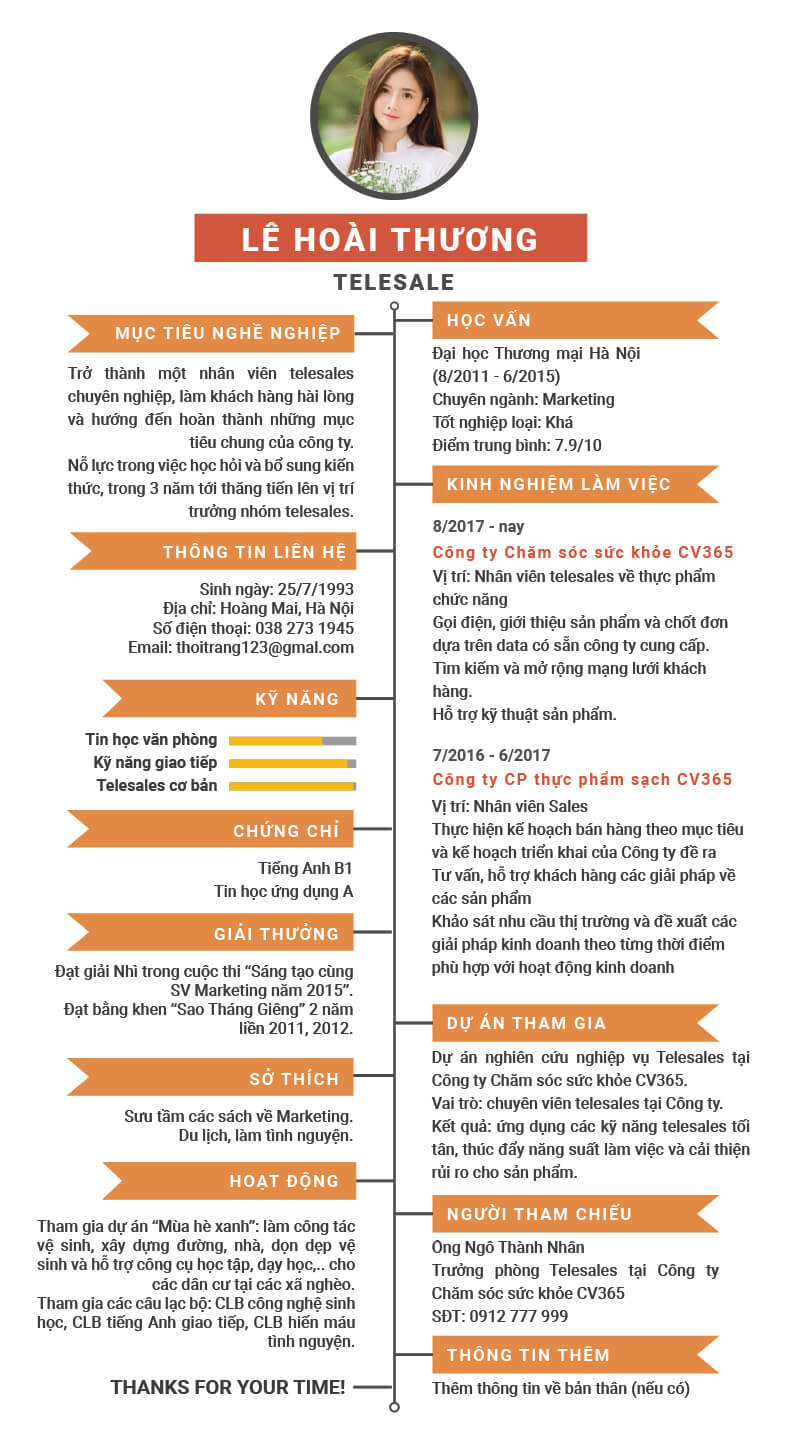 LÊ HOÀI THƯƠNG
TELESALE
MỤC TIÊU NGHỀ NGHIỆP
Trở thành một nhân viên telesales
chuyên nghiệp, làm khách hàng hài lòng
và hướng đến hoàn thành những mục
tiêu chung của công ty.
Nỗ lực trong việc học hỏi và bổ sung kiến
thức, trong 3 năm tới thăng tiến lên vị trí
trưởng nhóm telesales.
THÔNG TIN LIÊN HỆ
Sinh ngày: 25/7/1993
Địa chỉ: Hoàng Mai, Hà Nội
Số điện thoại: 038 273 1945
Email: thoitrang123@gmal.com
KỸ NĂNG
Tin học văn phòng
Kỹ năng giao tiếp
Telesales cơ bản
CHỨNG CHỈ
Tiếng Anh B1
Tin học ứng dụng A
GIẢI THƯỞNG
Đạt giải Nhì trong cuộc thi “Sáng tạo cùng
SV Marketing năm 2015”.
Đạt bằng khen “Sao Tháng Giêng” 2 năm
liền 2011, 2012.
SỞ THÍCH
Sưu tầm các sách về Marketing.
Du lịch, làm tình nguyện.
HOẠT ĐỘNG
Tham gia dự án “Mùa hè xanh”: làm công tác
vệ sinh, xây dựng đường, nhà, dọn dẹp vệ
sinh và hỗ trợ công cụ học tập, dạy học,.. cho
các dân cư tại các xã nghèo.
Tham gia các câu lạc bộ: CLB công nghệ sinh
học, CLB tiếng Anh giao tiếp, CLB hiến máu
tình nguyện.
THANKS FOR YOUR TIME!
HỌC VẤN
Đại học Thương mại Hà Nội
(8/2011 - 6/2015)
Chuyên ngành: Marketing
Tốt nghiệp loại: Khá
Điểm trung bình: 7.9/10
KINH NGHIỆM LÀM VIỆC
8/2017 - nay
Công ty Chăm sóc sức khỏe CV365
Vị trí: Nhân viên telesales về thực phẩm
chức năng
Gọi điện, giới thiệu sản phẩm và chốt đơn
dựa trên data có sẵn công ty cung cấp.
Tìm kiếm và mở rộng mạng lưới khách
hàng.
Hỗ trợ kỹ thuật sản phẩm.
7/2016 - 6/2017
Công ty CP thực phẩm sạch CV365
Vị trí: Nhân viên Sales
Thực hiện kế hoạch bán hàng theo mục tiêu
và kế hoạch triển khai của Công ty đề ra
Tư vấn, hỗ trợ khách hàng các giải pháp về
các sản phẩm
Khảo sát nhu cầu thị trường và đề xuất các
giải pháp kinh doanh theo từng thời điểm
phù hợp với hoạt động kinh doanh
DỰ ÁN THAM GIA
Dự án nghiên cứu nghiệp vụ Telesales tại
Công ty Chăm sóc sức khỏe CV365.
Vai trò: chuyên viên telesales tại Công ty.
Kết quả: ứng dụng các kỹ năng telesales tối
tân, thúc đẩy năng suất làm việc và cải thiện
rủi ro cho sản phẩm.
NGƯỜI THAM CHIẾU
Ông Ngô Thành Nhân
Trưởng phòng Telesales tại Công ty
Chăm sóc sức khỏe CV365
SĐT: 0912 777 999
THÔNG TIN THÊM
Thêm thông tin về bản thân (nếu có)